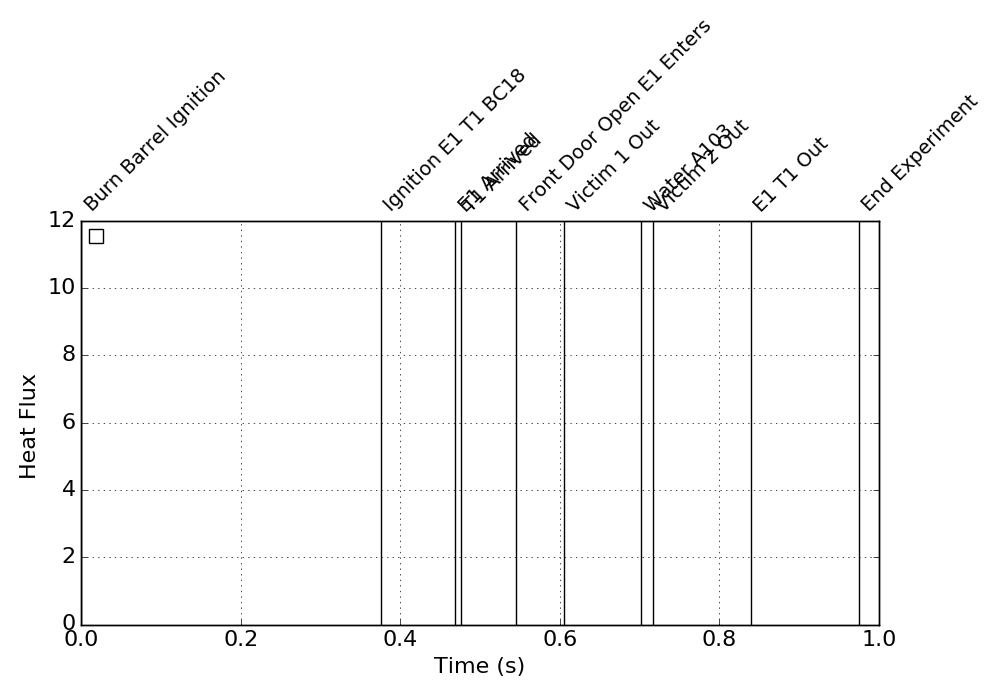 Burn Barrel Ignition
Ignition E1 T1 BC18
E1 Arrived
T1 Arrived
Front Door Open E1 Enters
Victim 1 Out
Water A103
Victim 2 Out
E1 T1 Out
End Experiment
12
10
8
6
4
2
0
Heat Flux
0.0 0.2 0.4 0.6 0.8 1.0
Time (s)